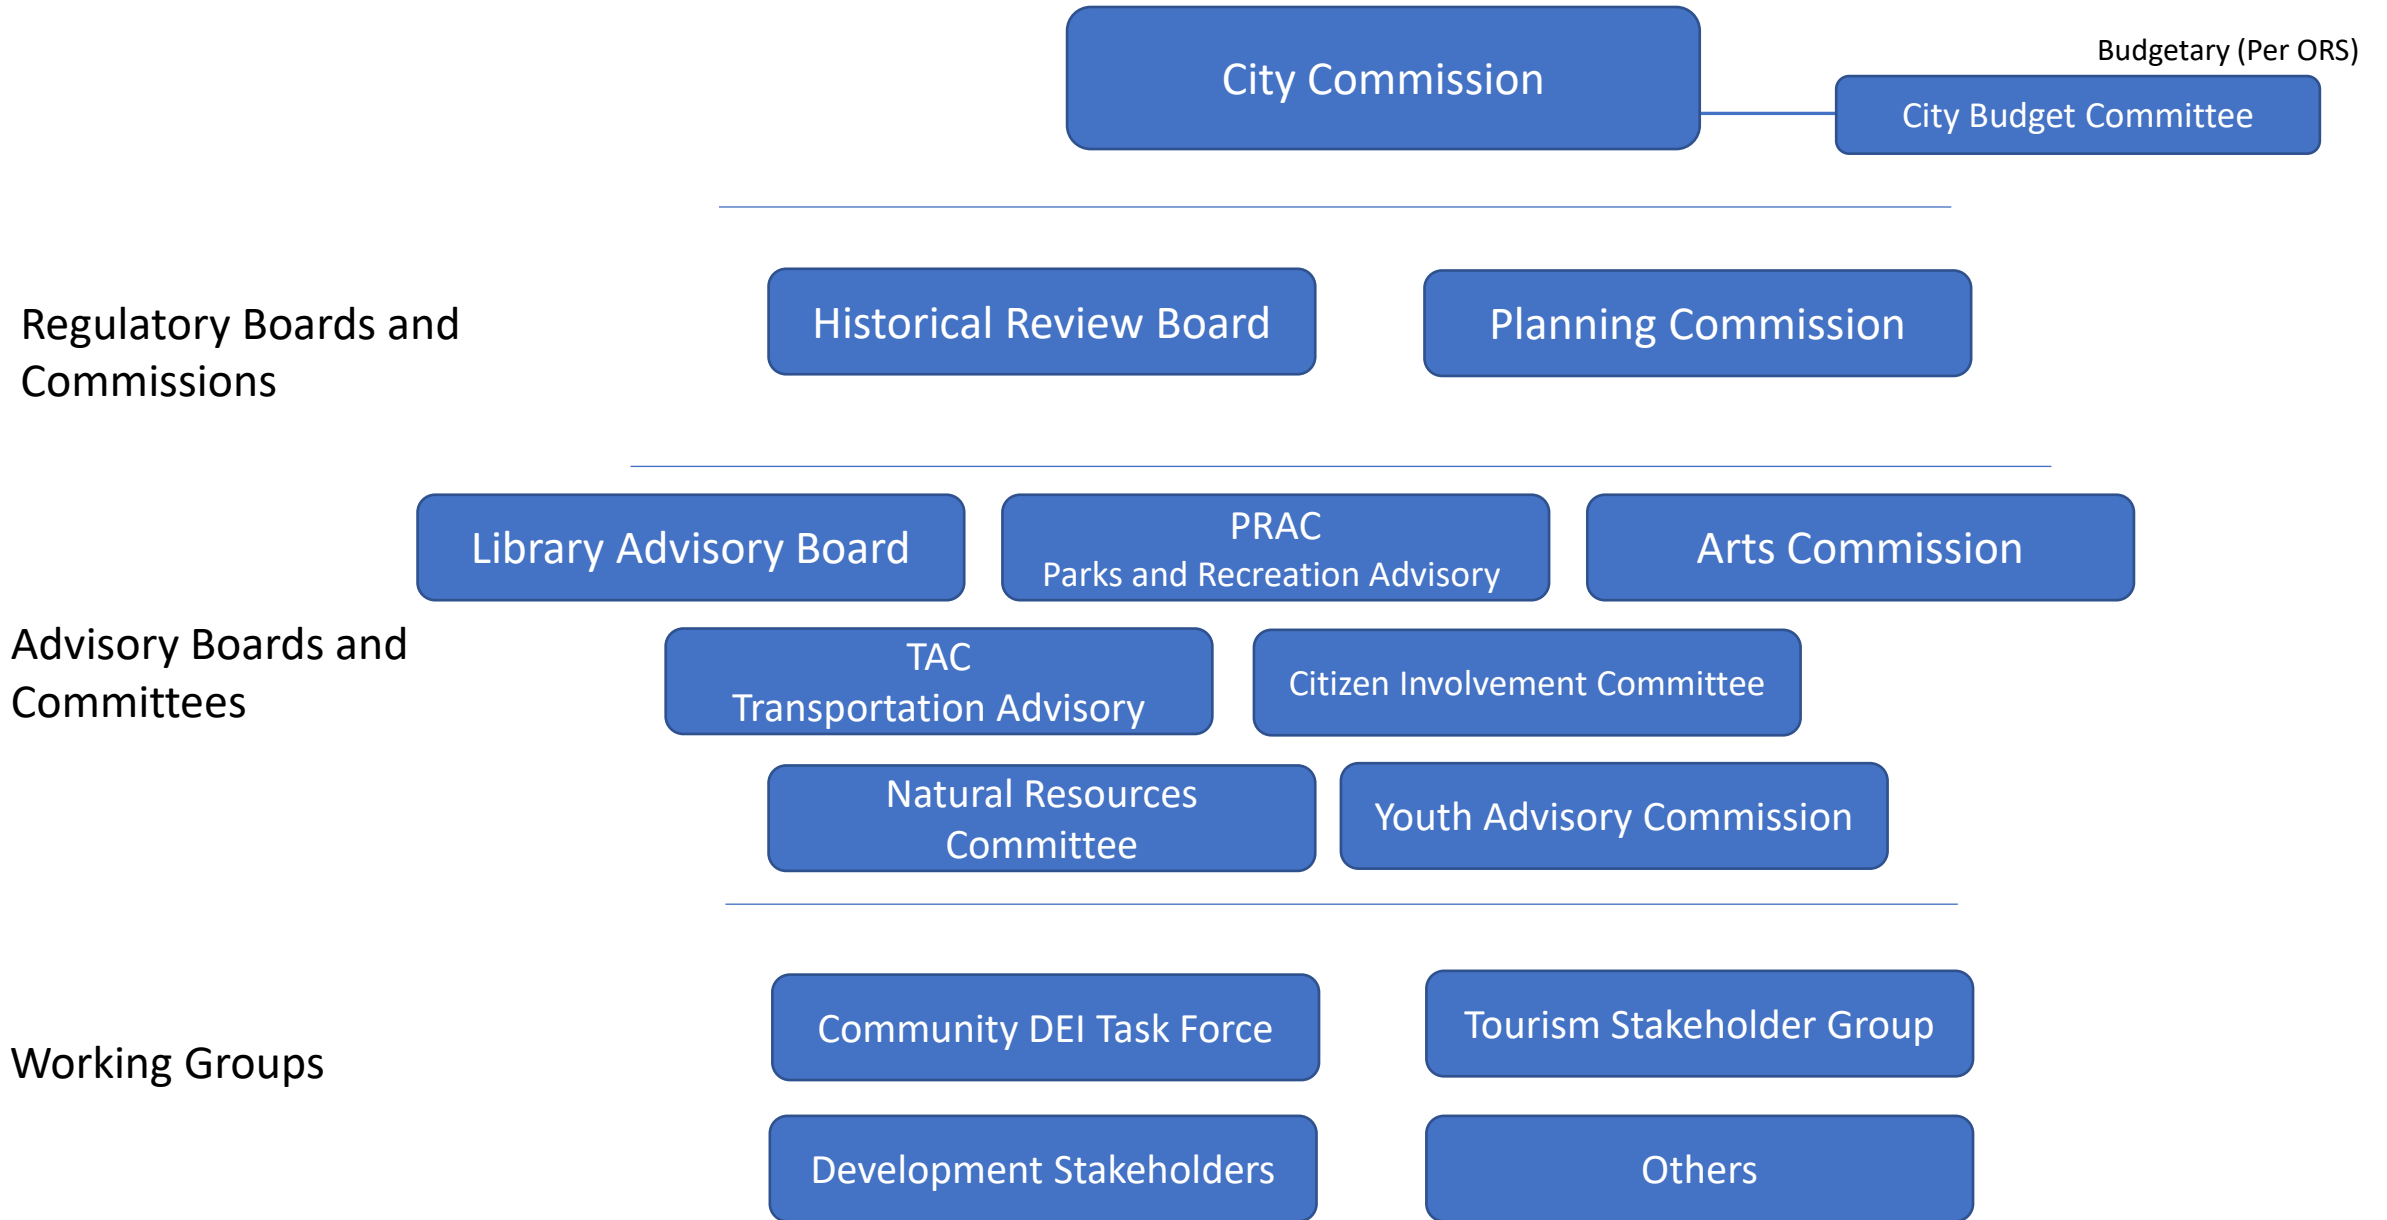 City Commission
Budgetary (Per ORS)
City Budget Committee
Regulatory Boards and
Commissions
Historical Review Board
Planning Commission
Library Advisory Board
PRAC
Parks and Recreation Advisory
Arts Commission
Advisory Boards and
Committees
TAC
Transportation Advisory
Citizen Involvement Committee
Natural Resources
Committee
Youth Advisory Commission
Working Groups
Community DEI Task Force
Tourism Stakeholder Group
Development Stakeholders
Others